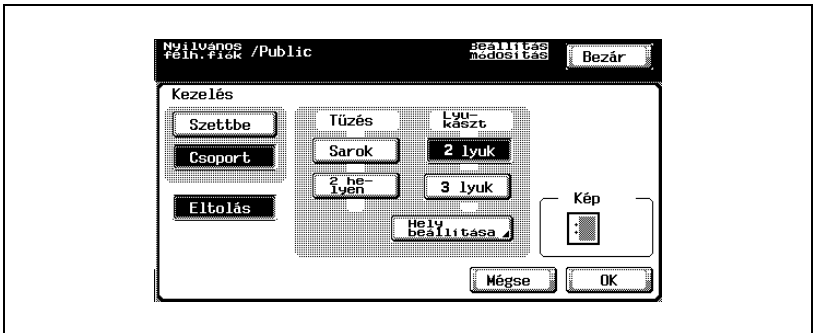 Nyilvános
félh.fiók /Public
Beállítás
módosítás
Bezár
Kezelés
Szettbe
Csoport
Eltolás
Tűzés
Sarok
2 he-
lyen
Lyu-
kaszt
2 lyuk
3 lyuk
Hely
beállítása
Kép
Mégse
OK